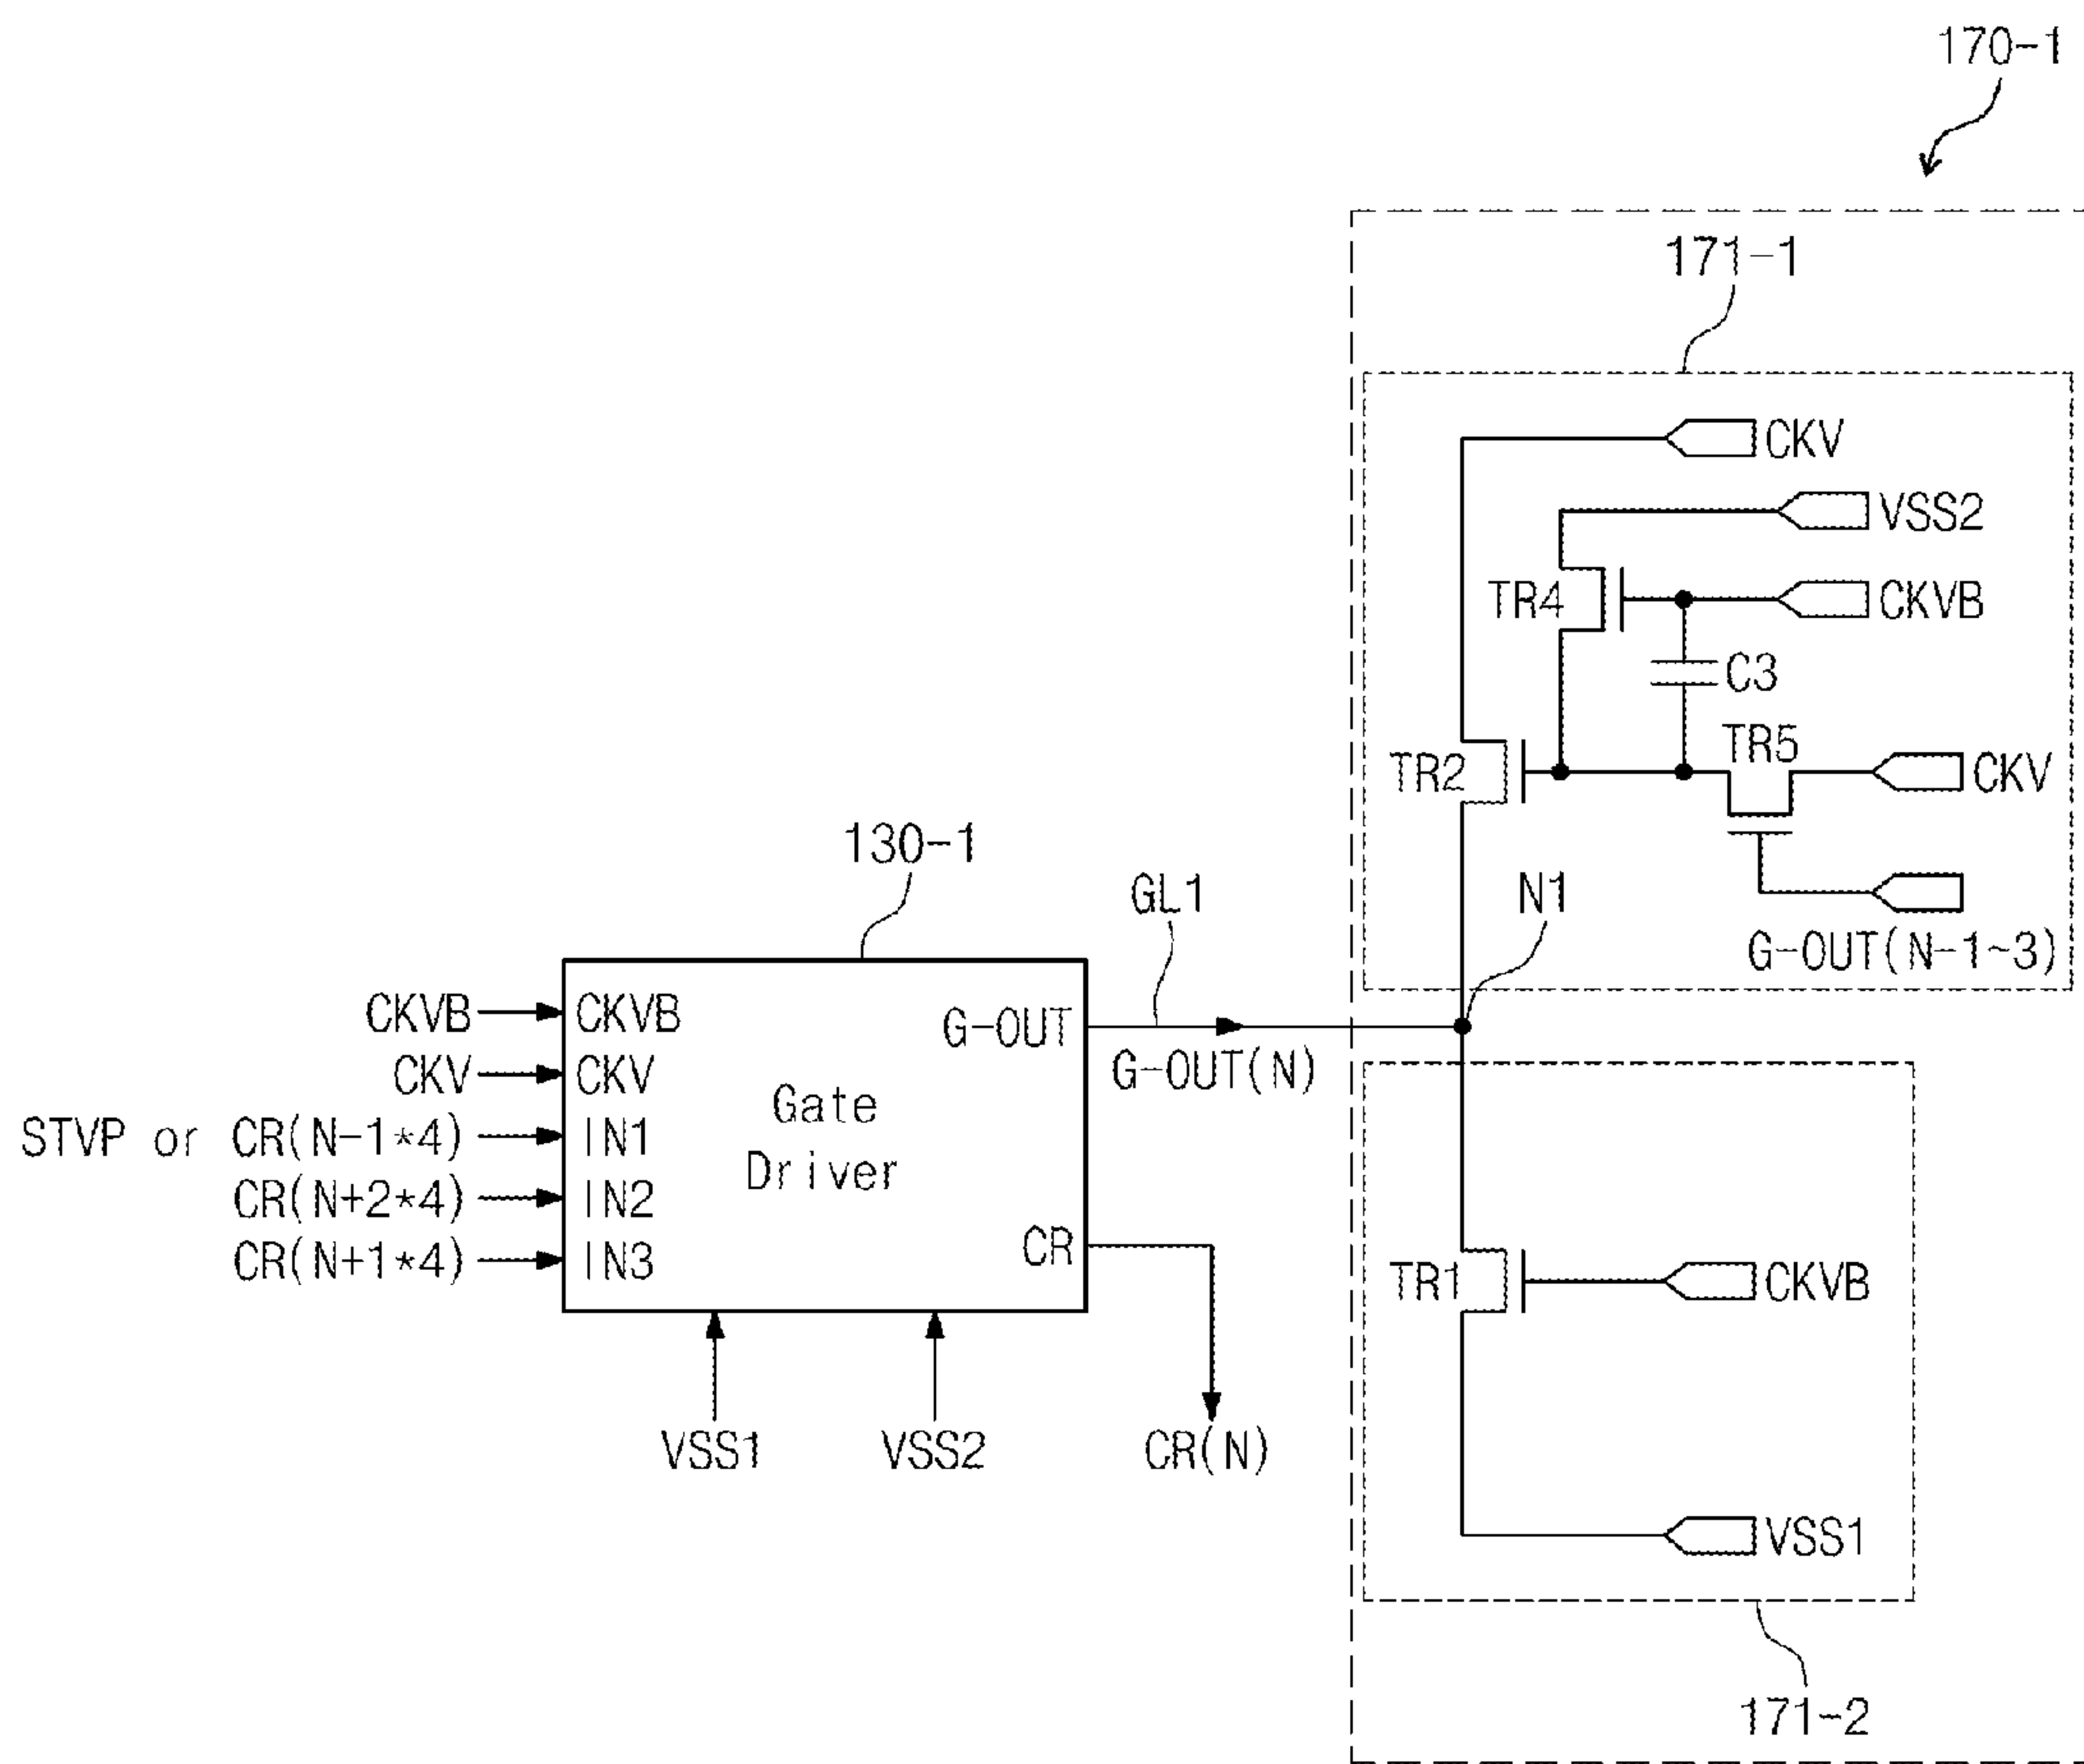 170-1
171-1
CKV
VSS2
TR4
CKVB
C3
TR5
TR2
CKV
130-1
GL1
N1
G-OUT(N-1~3)
CKVB
CKVB
G-OUT
CKV
CKV
G-OUT(N)
Gate
Driver
STVP or CR(N-1*4)
IN1
CR(N+2*4)
IN2
CR(N+1*4)
IN3
CR
TR1
CKVB
VSS1
VSS2
CR(N)
VSS1
171-2